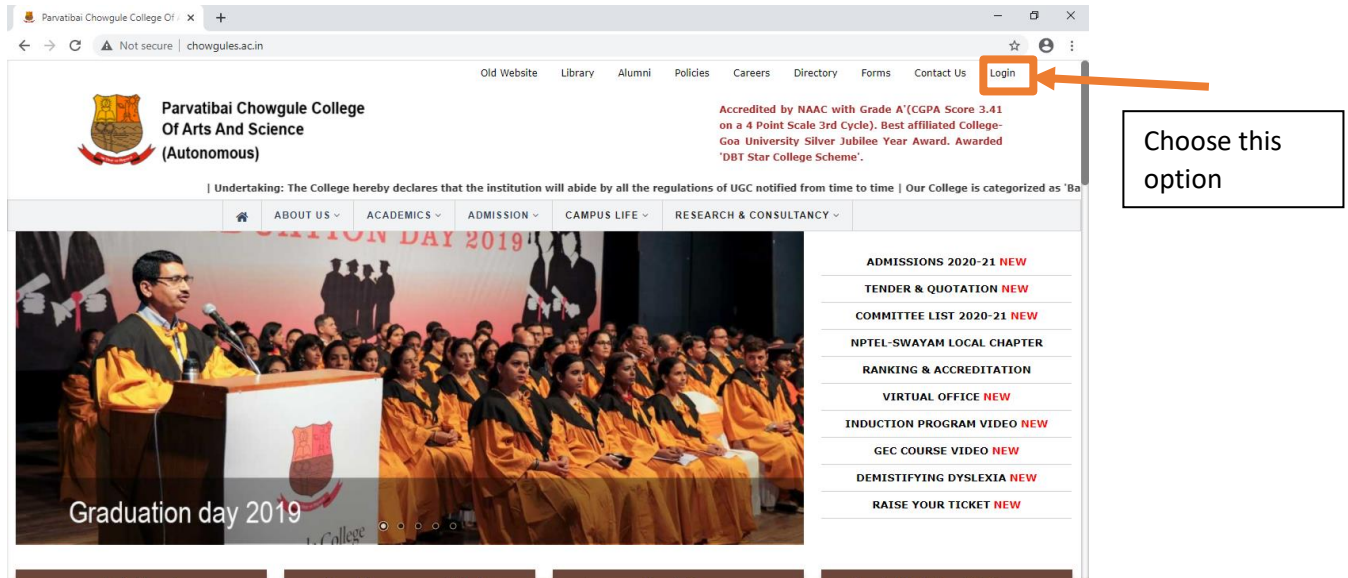 Parvatibai Chowgule College Of
Not secure | chowgules.ac.in
Old Website Library Alumni Policies Careers Directory Forms Contact Us Login
Parvatibai Chowgule College
Of Arts And Science
(Autonomous)
Accredited by NAAC with Grade A'(CGPA Score 3.41
on a 4 Point Scale 3rd Cycle). Best affiliated College-
Goa University Silver Jubilee Year Award. Awarded
'DBT Star College Scheme'.
Choose this
option
| Undertaking: The College hereby declares that the institution will abide by all the regulations of UGC notified from time to time | Our College is categorized as 'Ba
ABOUT US ACADEMICS ADMISSION CAMPUS LIFE RESEARCH & CONSULTANCY
DAY 2019
Graduation day 2019
College
ADMISSIONS 2020-21 NEW
TENDER & QUOTATION NEW
COMMITTEE LIST 2020-21 NEW
NPTEL-SWAYAM LOCAL CHAPTER
RANKING & ACCREDITATION
VIRTUAL OFFICE NEW
INDUCTION PROGRAM VIDEO NEW
GEC COURSE VIDEO NEW
DEMISTIFYING DYSLEXIA NEW
RAISE YOUR TICKET NEW